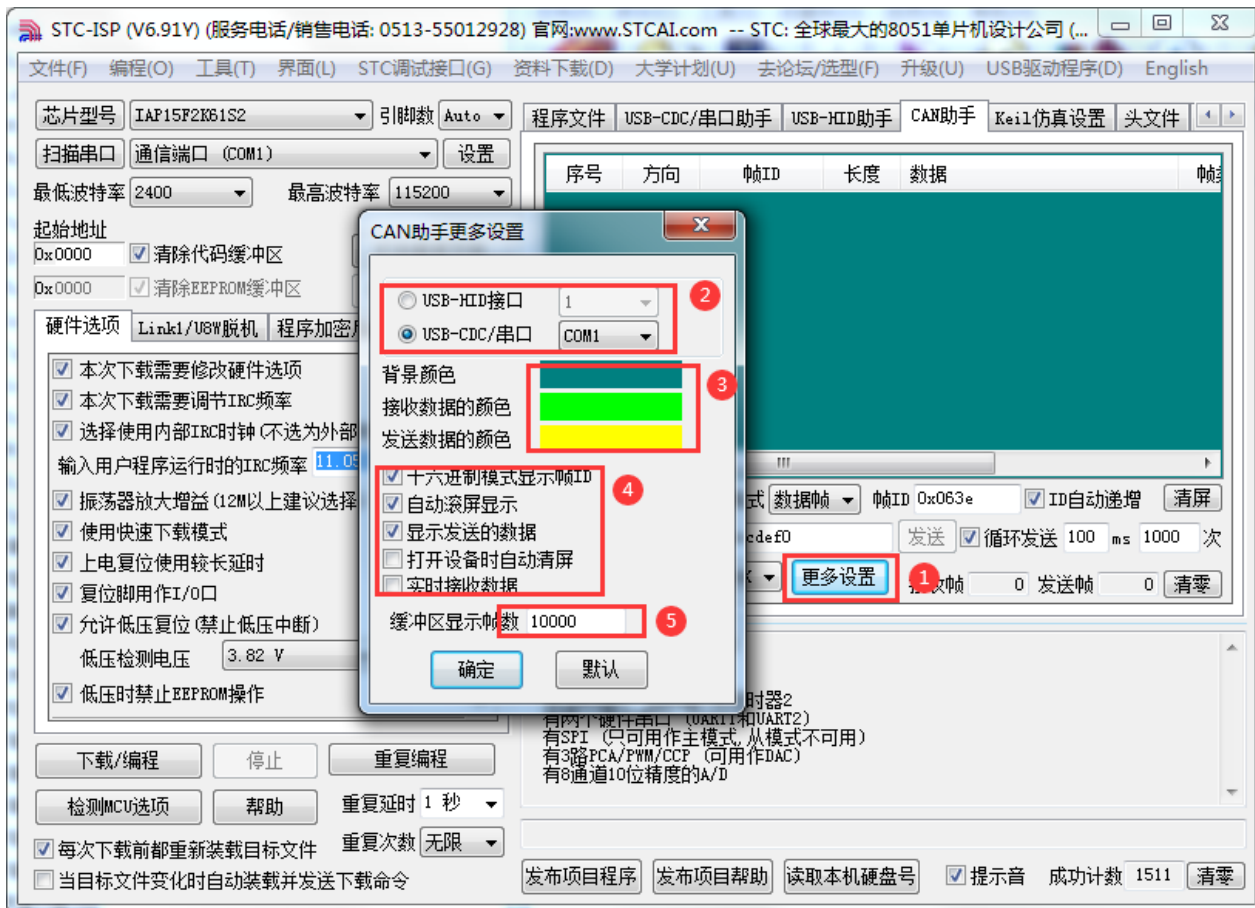 STC-ISP (V6.91Y) (服务电话/销售电话: 0513-55012928) 官网:www.STCAI.com -- STC: 全球最大的8051单片机设计公司 (...
文件(F) 编程(O) 工具(T) 界面(L) STC调试接口(G) 资料下载(D) 大学计划(U) 去论坛/选型(F) 升级(U) USB驱动程序(D) English
芯片型号 IAP15F2K61S2 引脚数 Auto
扫描串口 通信端口 (COM1) 设置
最低波特率 2400 最高波特率 115200
起始地址
0x0000 清除代码缓冲区
0x0000 清除EEPROM缓冲区
硬件选项 Link1/U8W脱机 程序加密
本次下载需要修改硬件选项
本次下载需要调节IRC频率
选择使用内部IRC时钟(不选为外部
输入用户程序运行时的IRC频率 11.05
振荡器放大增益(12M以上建议选择
使用快速下载模式
上电复位使用较长延时
复位脚用作I/O口
允许低压复位(禁止低压中断)
低压检测电压 3.82 V
低压时禁止EEPROM操作
下载/编程 停止 重复编程
检测MCU选项 帮助 重复延时 1 秒
每次下载前都重新装载目标文件 重复次数 无限
当目标文件变化时自动装载并发送下载命令
程序文件 USB-CDC/串口助手 USB-HID助手 CAN助手 Keil仿真设置 头文件
序号 方向 帧ID 长度 数据
CAN助手更多设置
USB-HID接口 1
2
USB-CDC/串口 COM1
背景颜色
3
接收数据的颜色
发送数据的颜色
十六进制模式显示帧ID
4
自动滚屏显示
显示发送的数据
打开设备时自动清屏
实时接收数据
缓冲区显示帧数 10000
5
确定 默认
式 数据帧 帧ID 0x063e ID自动递增 清屏
cdef0 发送 循环发送 100 ms 1000 次
更多设置 1 收帧 0 发送帧 0 清零
时器2
有两个硬件串口 (UART1和UART2)
有SPI (只可用作主模式,从模式不可用)
有3路PCA/PWM/CCP (可用作DAC)
有8通道10位精度的A/D
发布项目程序 发布项目帮助 读取本机硬盘号 提示音 成功计数 1511 清零